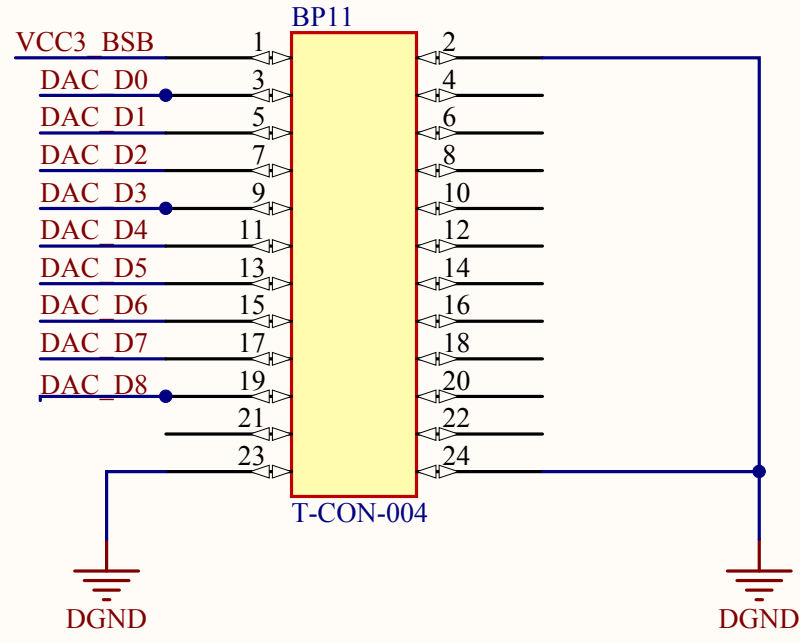 BP11
VCC3_BSB 1 2
DAC_D0 3 4
DAC_D1 5 6
DAC_D2 7 8
DAC_D3 9 10
DAC_D4 11 12
DAC_D5 13 14
DAC_D6 15 16
DAC_D7 17 18
DAC_D8 19 20
21 22
23 24
T-CON-004
DGND DGND